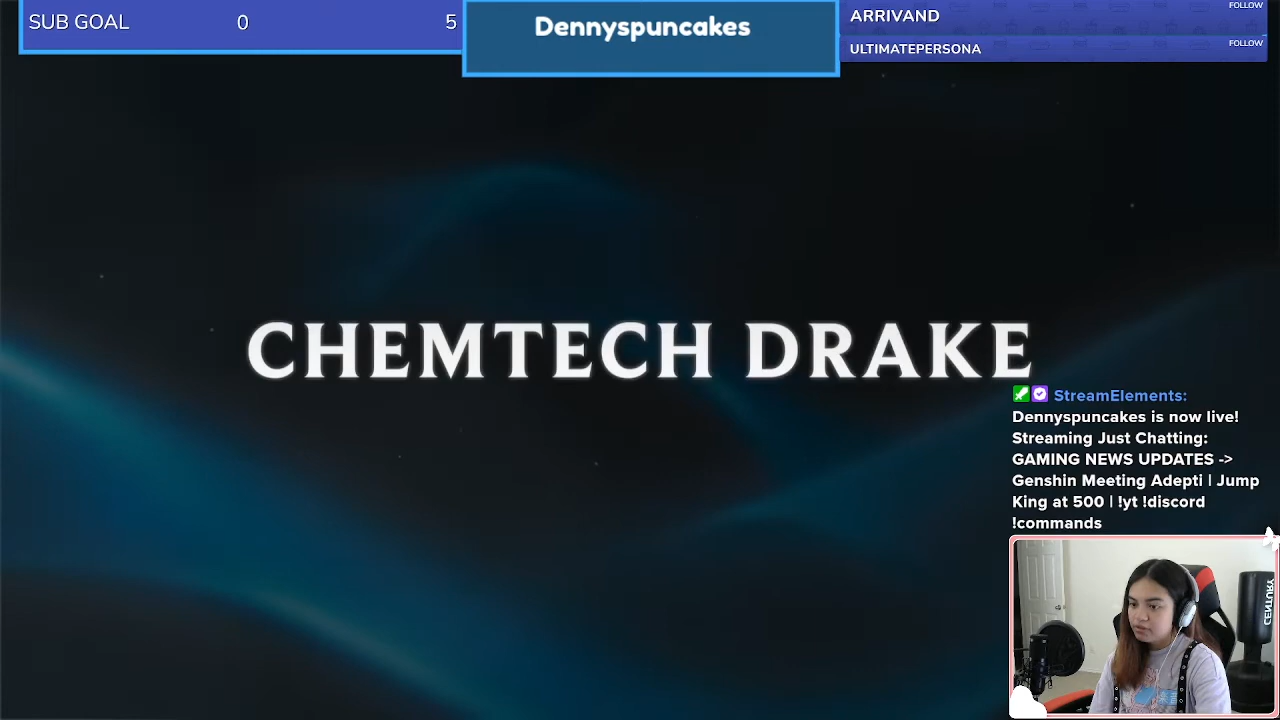 SUB GOAL 0 5
Dennyspuncakes
ARRIVAND FOLLOW
ULTIMATEPERSONA FOLLOW
CHEMTECH DRAKE
StreamElements:
Dennyspuncakes is now live!
Streaming Just Chatting:
GAMING NEWS UPDATES ->
Genshin Meeting Adepti | Jump
King at 500 | !yt !discord
!commands
CENTURY